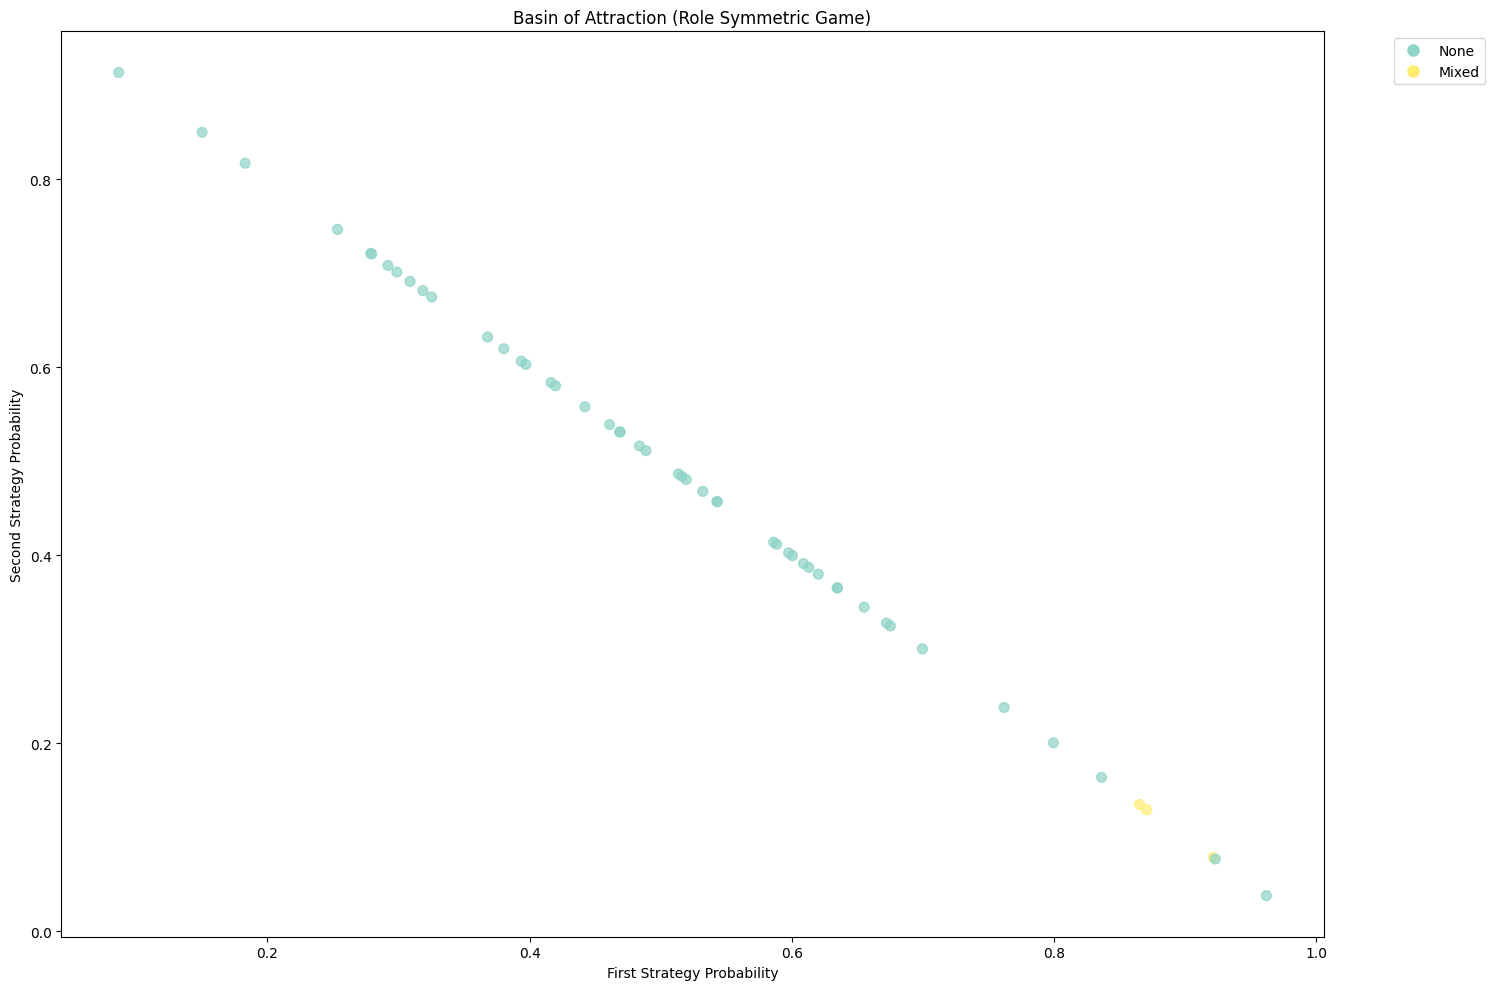 Basin of Attraction (Role Symmetric Game)
None
Mixed
0.8
0.6
0.4
0.2
0.0
Second Strategy Probability
0.2
0.4
0.6
0.8
1.0
First Strategy Probability